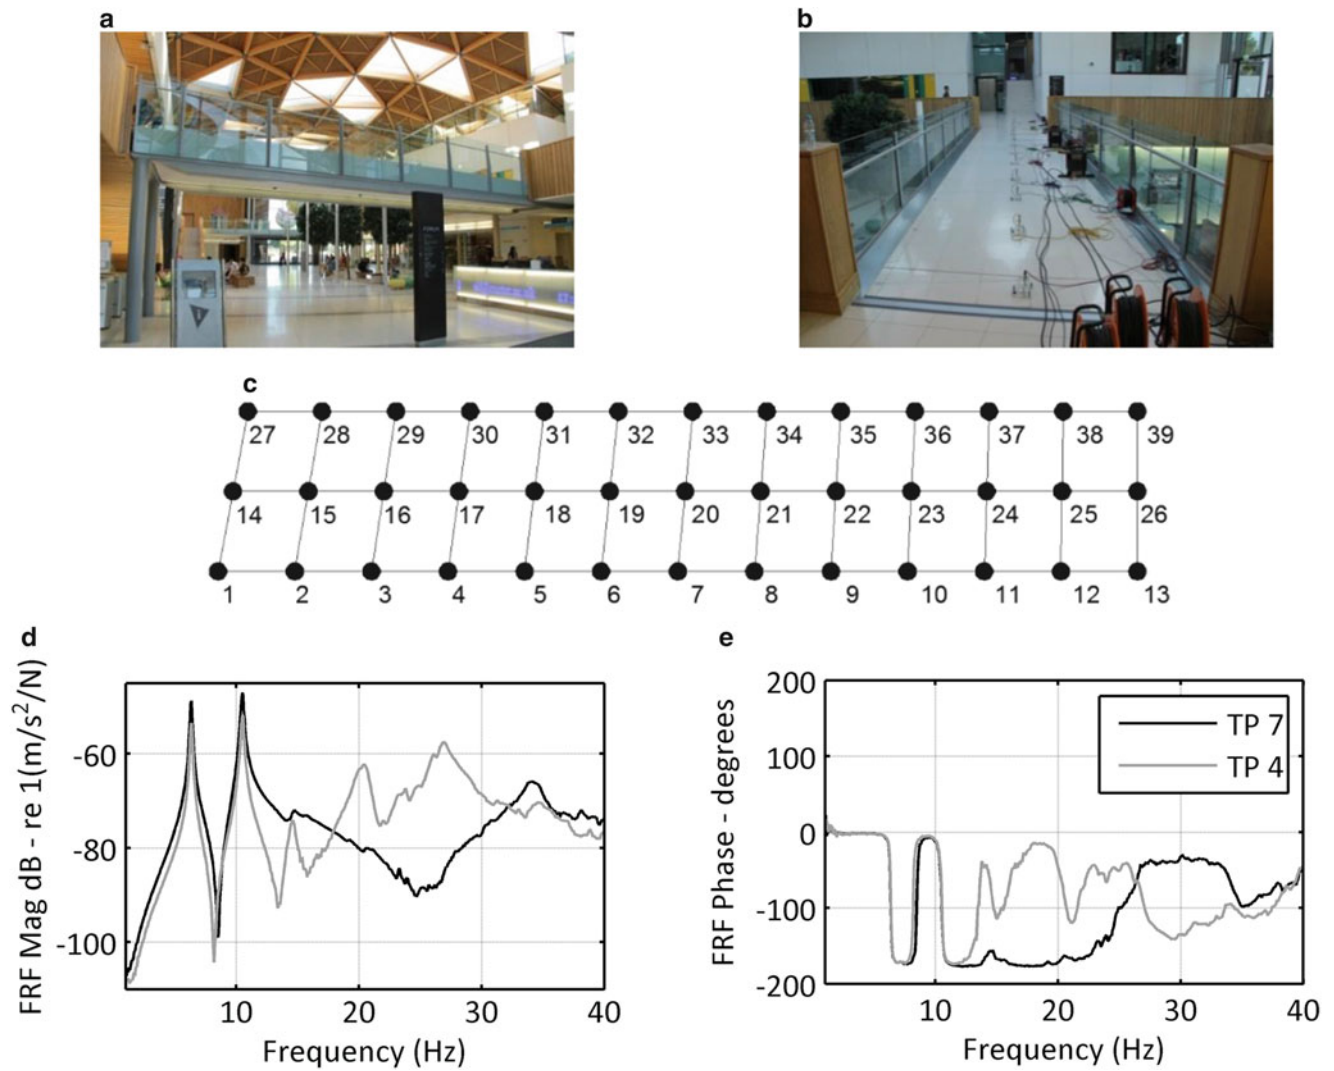 a
b
c
27 28 29 30 31 32 33 34 35 36 37 38 39
14 15 16 17 18 19 20 21 22 23 24 25 26
1 2 3 4 5 6 7 8 9 10 11 12 13
d
FRF Mag dB - re 1(m/s²/N)
-60
-80
-100
10 20 30 40
Frequency (Hz)
e
FRF Phase - degrees
200
100
0
-100
-200
TP 7
TP 4
10 20 30 40
Frequency (Hz)